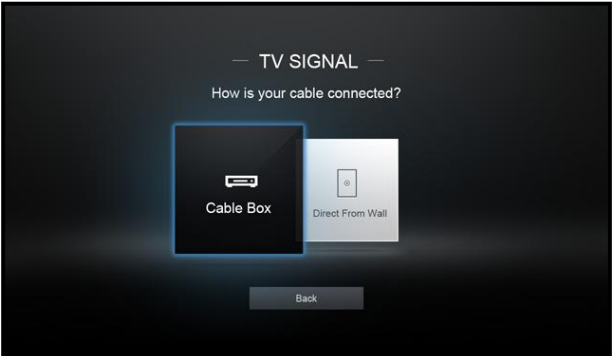 — TV SIGNAL —
How is your cable connected?
Cable Box
Direct From Wall
Back